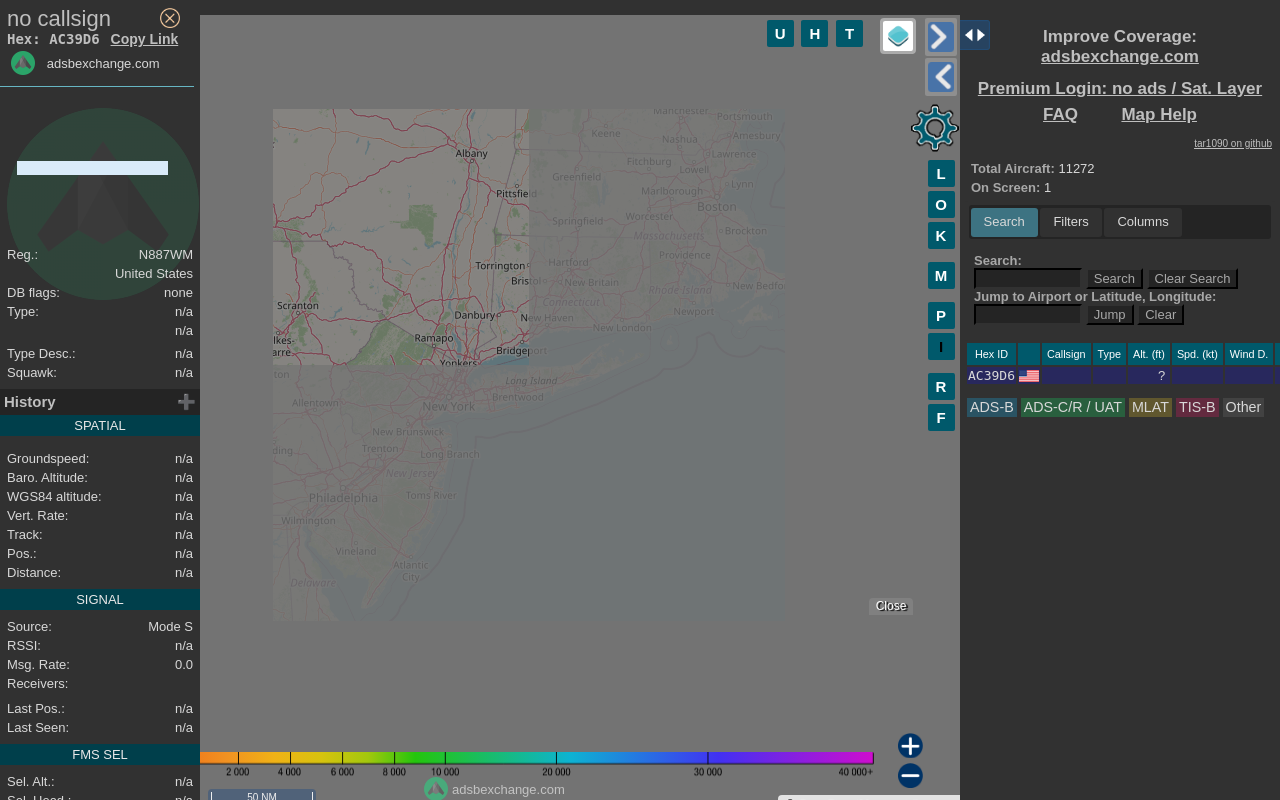 no callsign
Hex: AC39D6 Copy Link
adsbexchange.com
Reg.: N887WM
United States
DB flags: none
Type: n/a
n/a
Type Desc.: n/a
Squawk: n/a
History
SPATIAL
Groundspeed: n/a
Baro. Altitude: n/a
WGS84 altitude: n/a
Vert. Rate: n/a
Track: n/a
Pos.: n/a
Distance: n/a
SIGNAL
Source: Mode S
RSSI: n/a
Msg. Rate: 0.0
Receivers:
Last Pos.: n/a
Last Seen: n/a
FMS SEL
Sel. Alt.: n/a
U H T
L
O
K
M
P
I
R
F
Manchester
Portsmouth
Keene
Nashua
Amesbury
Albany
Fitchburg
Lawrence
Greenfield
Lowell
Pittsfie
Marlborough
Lynn
Springfield
Worcester
Boston
Massachusetts
Brockton
Torrington
Hartford
Providence
Bris
New Britain
Rhode Island
New Bedfo
Scranton
Danbury
Connecticut
Newport
New Haven
New London
lkes-
arre
Ramapo
Bridgeport
Yonkers
Long Island
Allentown
New York
Brentwood
New Brunswick
Trenton
Long Branch
New Jersey
Philadelphia
Toms River
Wilmington
Vineland
Atlantic
City
Delaware
Close
2 000 4 000 6 000 8 000 10 000 20 000 30 000 40 000+
adsbexchange.com
50 NM
Improve Coverage:
adsbexchange.com
Premium Login: no ads / Sat. Layer
FAQ Map Help
tar1090 on github
Total Aircraft: 11272
On Screen: 1
Search Filters Columns
Search:
Search Clear Search
Jump to Airport or Latitude, Longitude:
Jump Clear
Hex ID Callsign Type Alt. (ft) Spd. (kt) Wind D.
AC39D6 ?
ADS-B ADS-C/R / UAT MLAT TIS-B Other